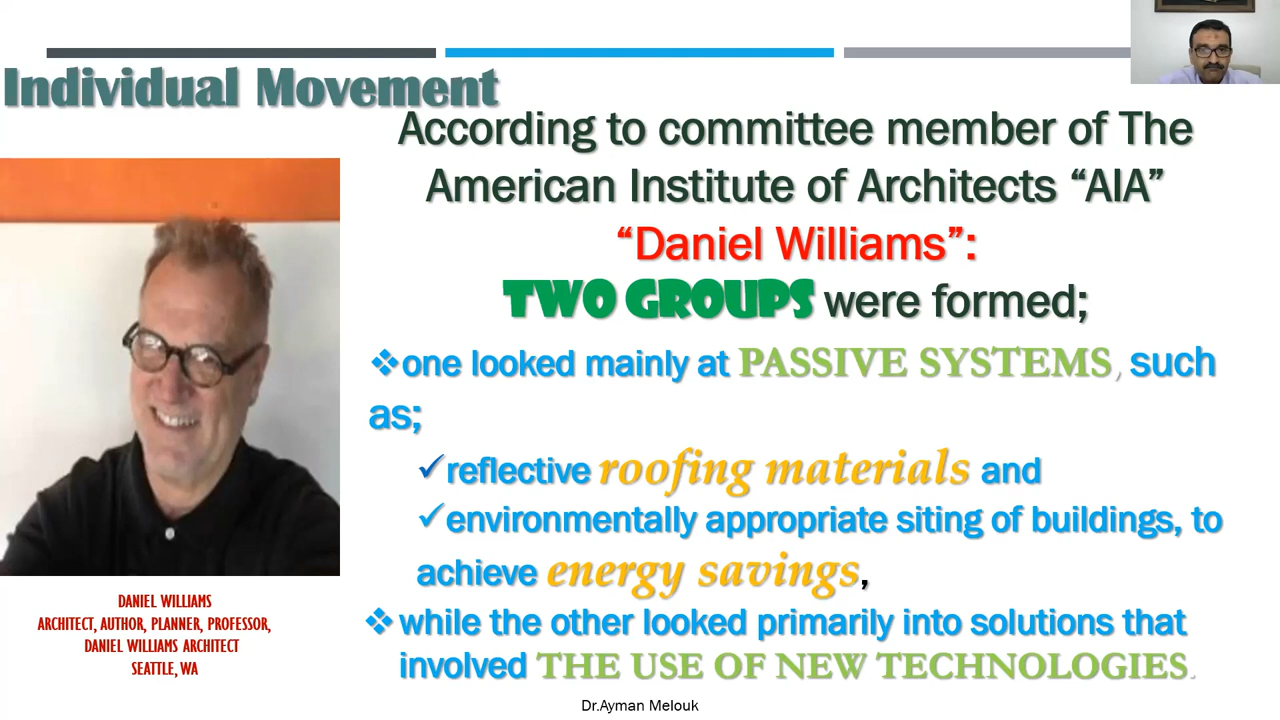 Individual Movement
According to committee member of The
American Institute of Architects “AIA”
“Daniel Williams”:
TWO GROUPS were formed;
❖one looked mainly at PASSIVE SYSTEMS, such
as;
✓reflective roofing materials and
✓environmentally appropriate siting of buildings, to
achieve energy savings,
❖while the other looked primarily into solutions that
involved THE USE OF NEW TECHNOLOGIES.
DANIEL WILLIAMS
ARCHITECT, AUTHOR, PLANNER, PROFESSOR,
DANIEL WILLIAMS ARCHITECT
SEATTLE, WA
Dr.Ayman Melouk